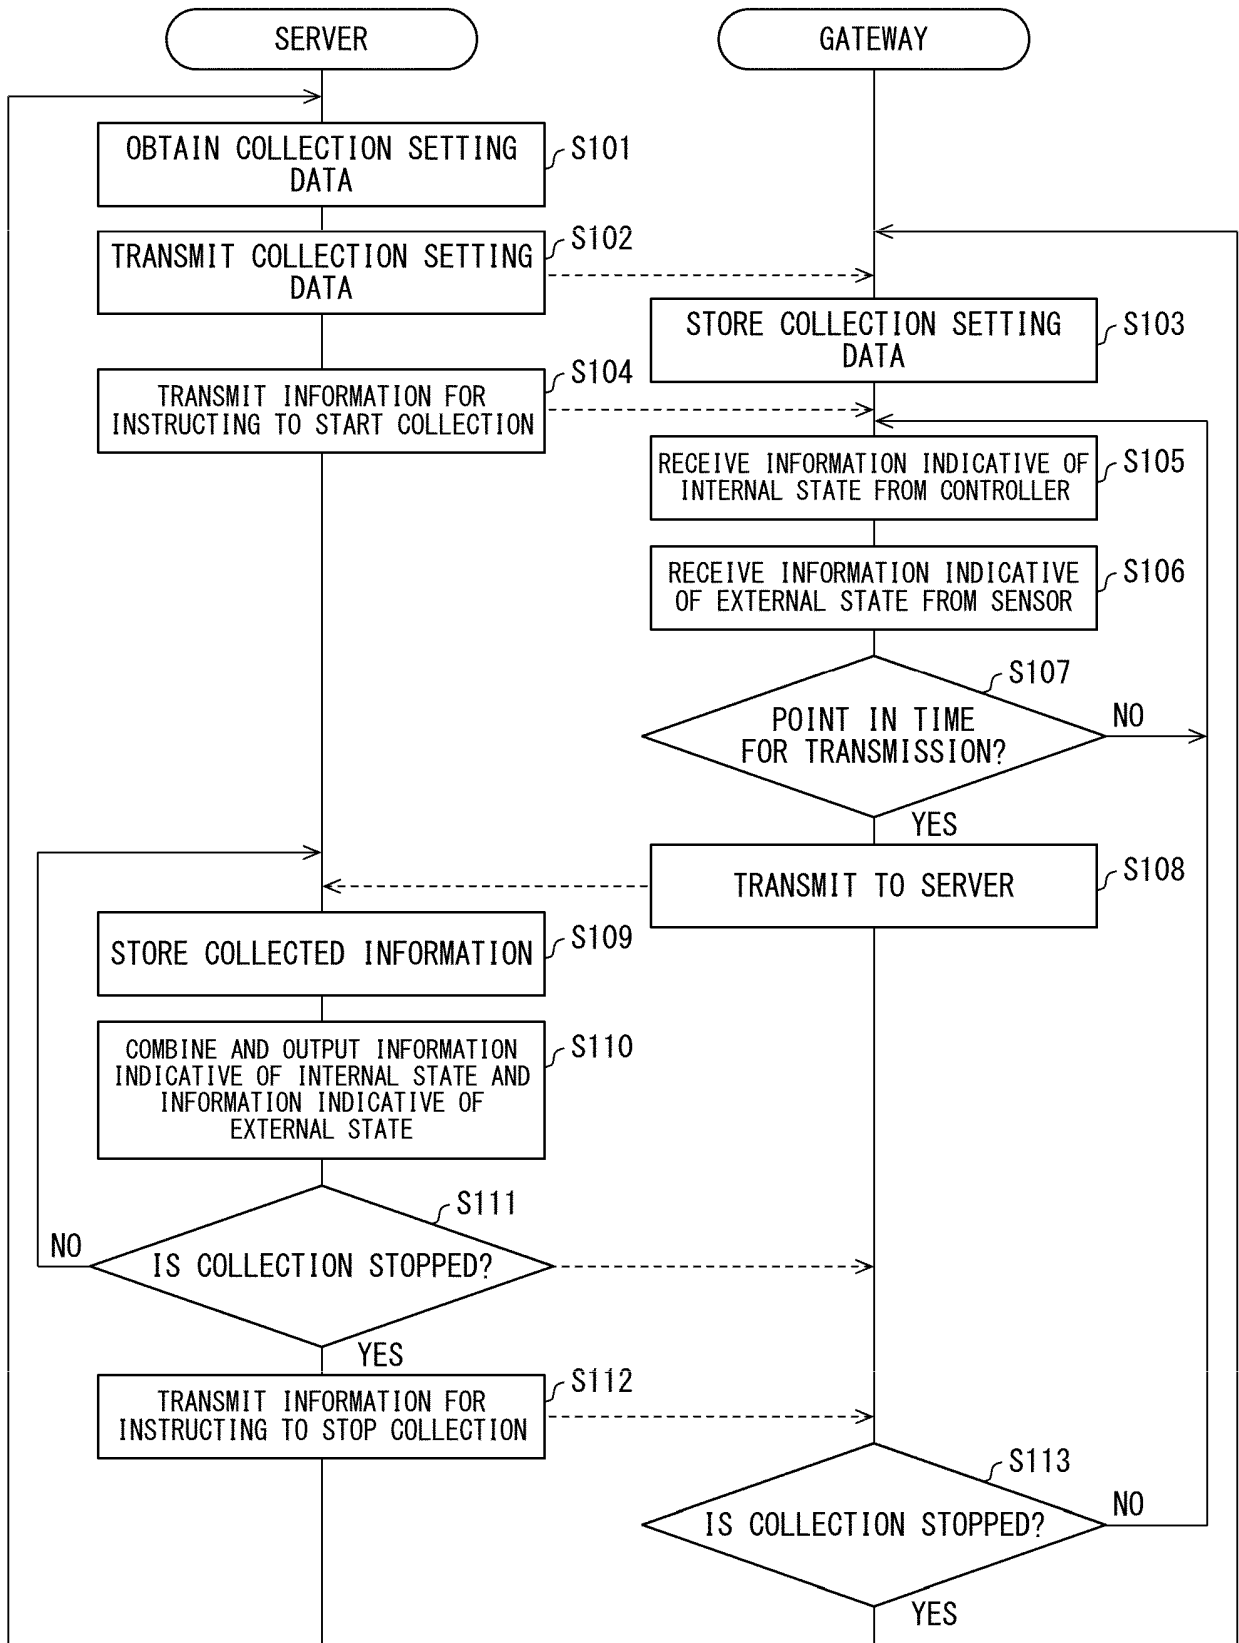 SERVER
GATEWAY
OBTAIN COLLECTION SETTING
DATA
S101
TRANSMIT COLLECTION SETTING
DATA
S102
STORE COLLECTION SETTING
DATA
S103
TRANSMIT INFORMATION FOR
INSTRUCTING TO START COLLECTION
S104
RECEIVE INFORMATION INDICATIVE OF
INTERNAL STATE FROM CONTROLLER
S105
RECEIVE INFORMATION INDICATIVE
OF EXTERNAL STATE FROM SENSOR
S106
POINT IN TIME
FOR TRANSMISSION?
S107
NO
YES
TRANSMIT TO SERVER
S108
STORE COLLECTED INFORMATION
S109
COMBINE AND OUTPUT INFORMATION
INDICATIVE OF INTERNAL STATE AND
INFORMATION INDICATIVE OF
EXTERNAL STATE
S110
IS COLLECTION STOPPED?
S111
NO
YES
TRANSMIT INFORMATION FOR
INSTRUCTING TO STOP COLLECTION
S112
IS COLLECTION STOPPED?
S113
NO
YES